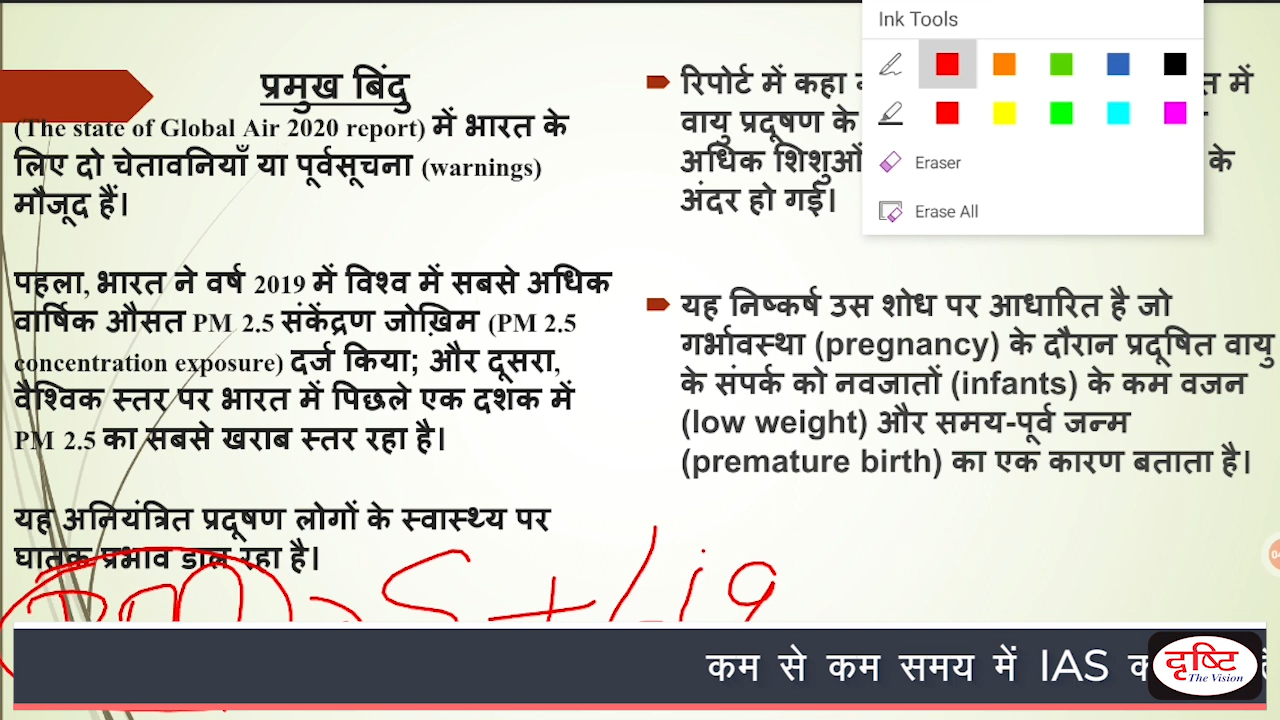 प्रमुख बिंदु
(The state of Global Air 2020 report) में भारत के
लिए दो चेतावनियाँ या पूर्वसूचना (warnings)
मौजूद हैं।
पहला, भारत ने वर्ष 2019 में विश्व में सबसे अधिक
वार्षिक औसत PM 2.5 संकेंद्रण जोख़िम (PM 2.5
concentration exposure) दर्ज किया; और दूसरा,
वैश्विक स्तर पर भारत में पिछले एक दशक में
PM 2.5 का सबसे खराब स्तर रहा है।
यह अनियंत्रित प्रदूषण लोगों के स्वास्थ्य पर
घातक प्रभाव डाल रहा है।
रिपोर्ट में कहा में
वायु प्रदूषण के
अधिक शिशुओं के
अंदर हो गई।
यह निष्कर्ष उस शोध पर आधारित है जो
गर्भावस्था (pregnancy) के दौरान प्रदूषित वायु
के संपर्क को नवजातों (infants) के कम वजन
(low weight) और समय-पूर्व जन्म
(premature birth) का एक कारण बताता है।
Ink Tools
Eraser
Erase All
कम से कम समय में IAS
दृष्टि
The Vision